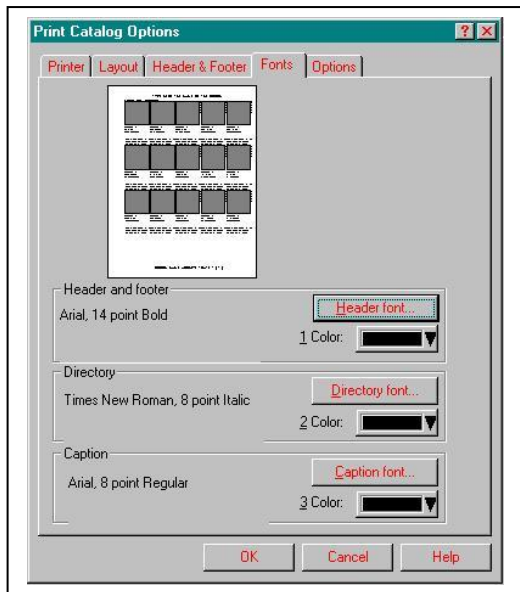 Print Catalog Options
Printer Layout Header & Footer Fonts Options
Header and footer
Arial, 14 point Bold
Header font...
1 Color:
Directory
Times New Roman, 8 point Italic
Directory font...
2 Color:
Caption
Arial, 8 point Regular
Caption font...
3 Color:
OK Cancel Help